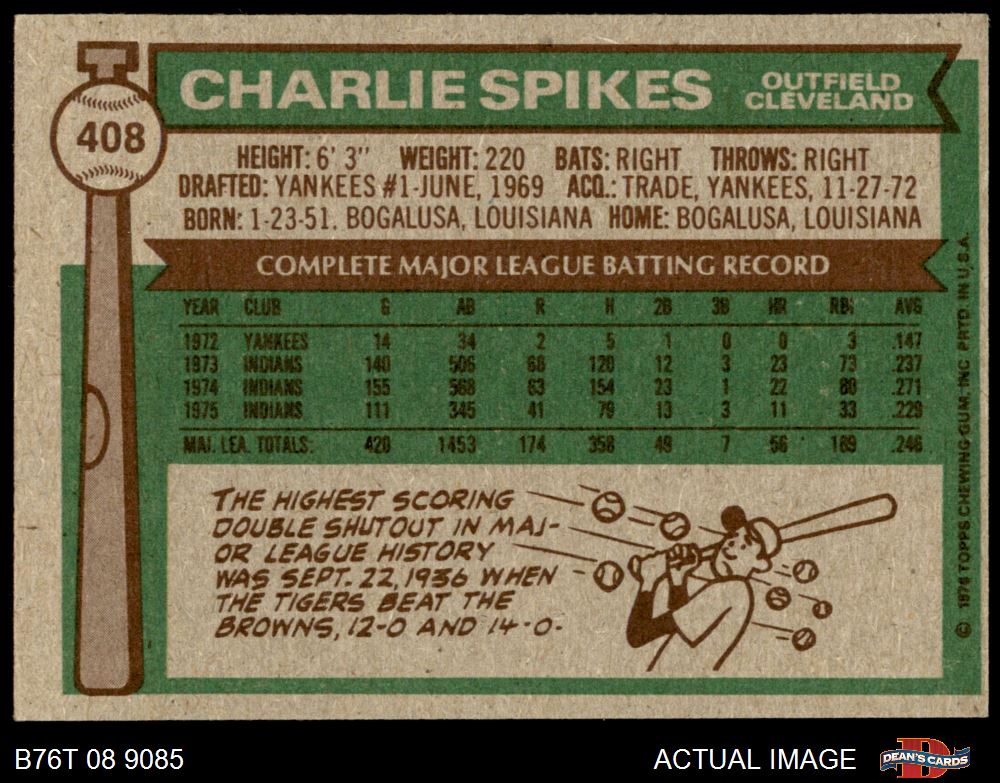 408
CHARLIE SPIKES
OUTFIELD
CLEVELAND
HEIGHT: 6' 3" WEIGHT: 220 BATS: RIGHT THROWS: RIGHT
DRAFTED: YANKEES #1-JUNE, 1969 ACQ.: TRADE, YANKEES, 11-27-72
BORN: 1-23-51. BOGALUSA, LOUISIANA HOME: BOGALUSA, LOUISIANA
COMPLETE MAJOR LEAGUE BATTING RECORD
YEAR CLUB G AB R H 2B 3B HR RBI AVG
1972 YANKEES 14 34 2 5 1 0 0 3 .147
1973 INDIANS 140 506 68 120 12 3 23 73 .237
1974 INDIANS 155 568 63 154 23 1 22 80 .271
1975 INDIANS 111 345 41 79 13 3 11 33 .229
MAJ. LEA. TOTALS: 420 1453 174 358 49 7 56 189 .246
THE HIGHEST SCORING
DOUBLE SHUTOUT IN MAJ-
OR LEAGUE HISTORY
WAS SEPT. 22, 1936 WHEN
THE TIGERS BEAT THE
BROWNS, 12-0 AND 14-0.
© 1976 TOPPS CHEWING GUM, INC PRTD. IN U.S.A.
B76T 08 9085
ACTUAL IMAGE
DEAN'S CARDS